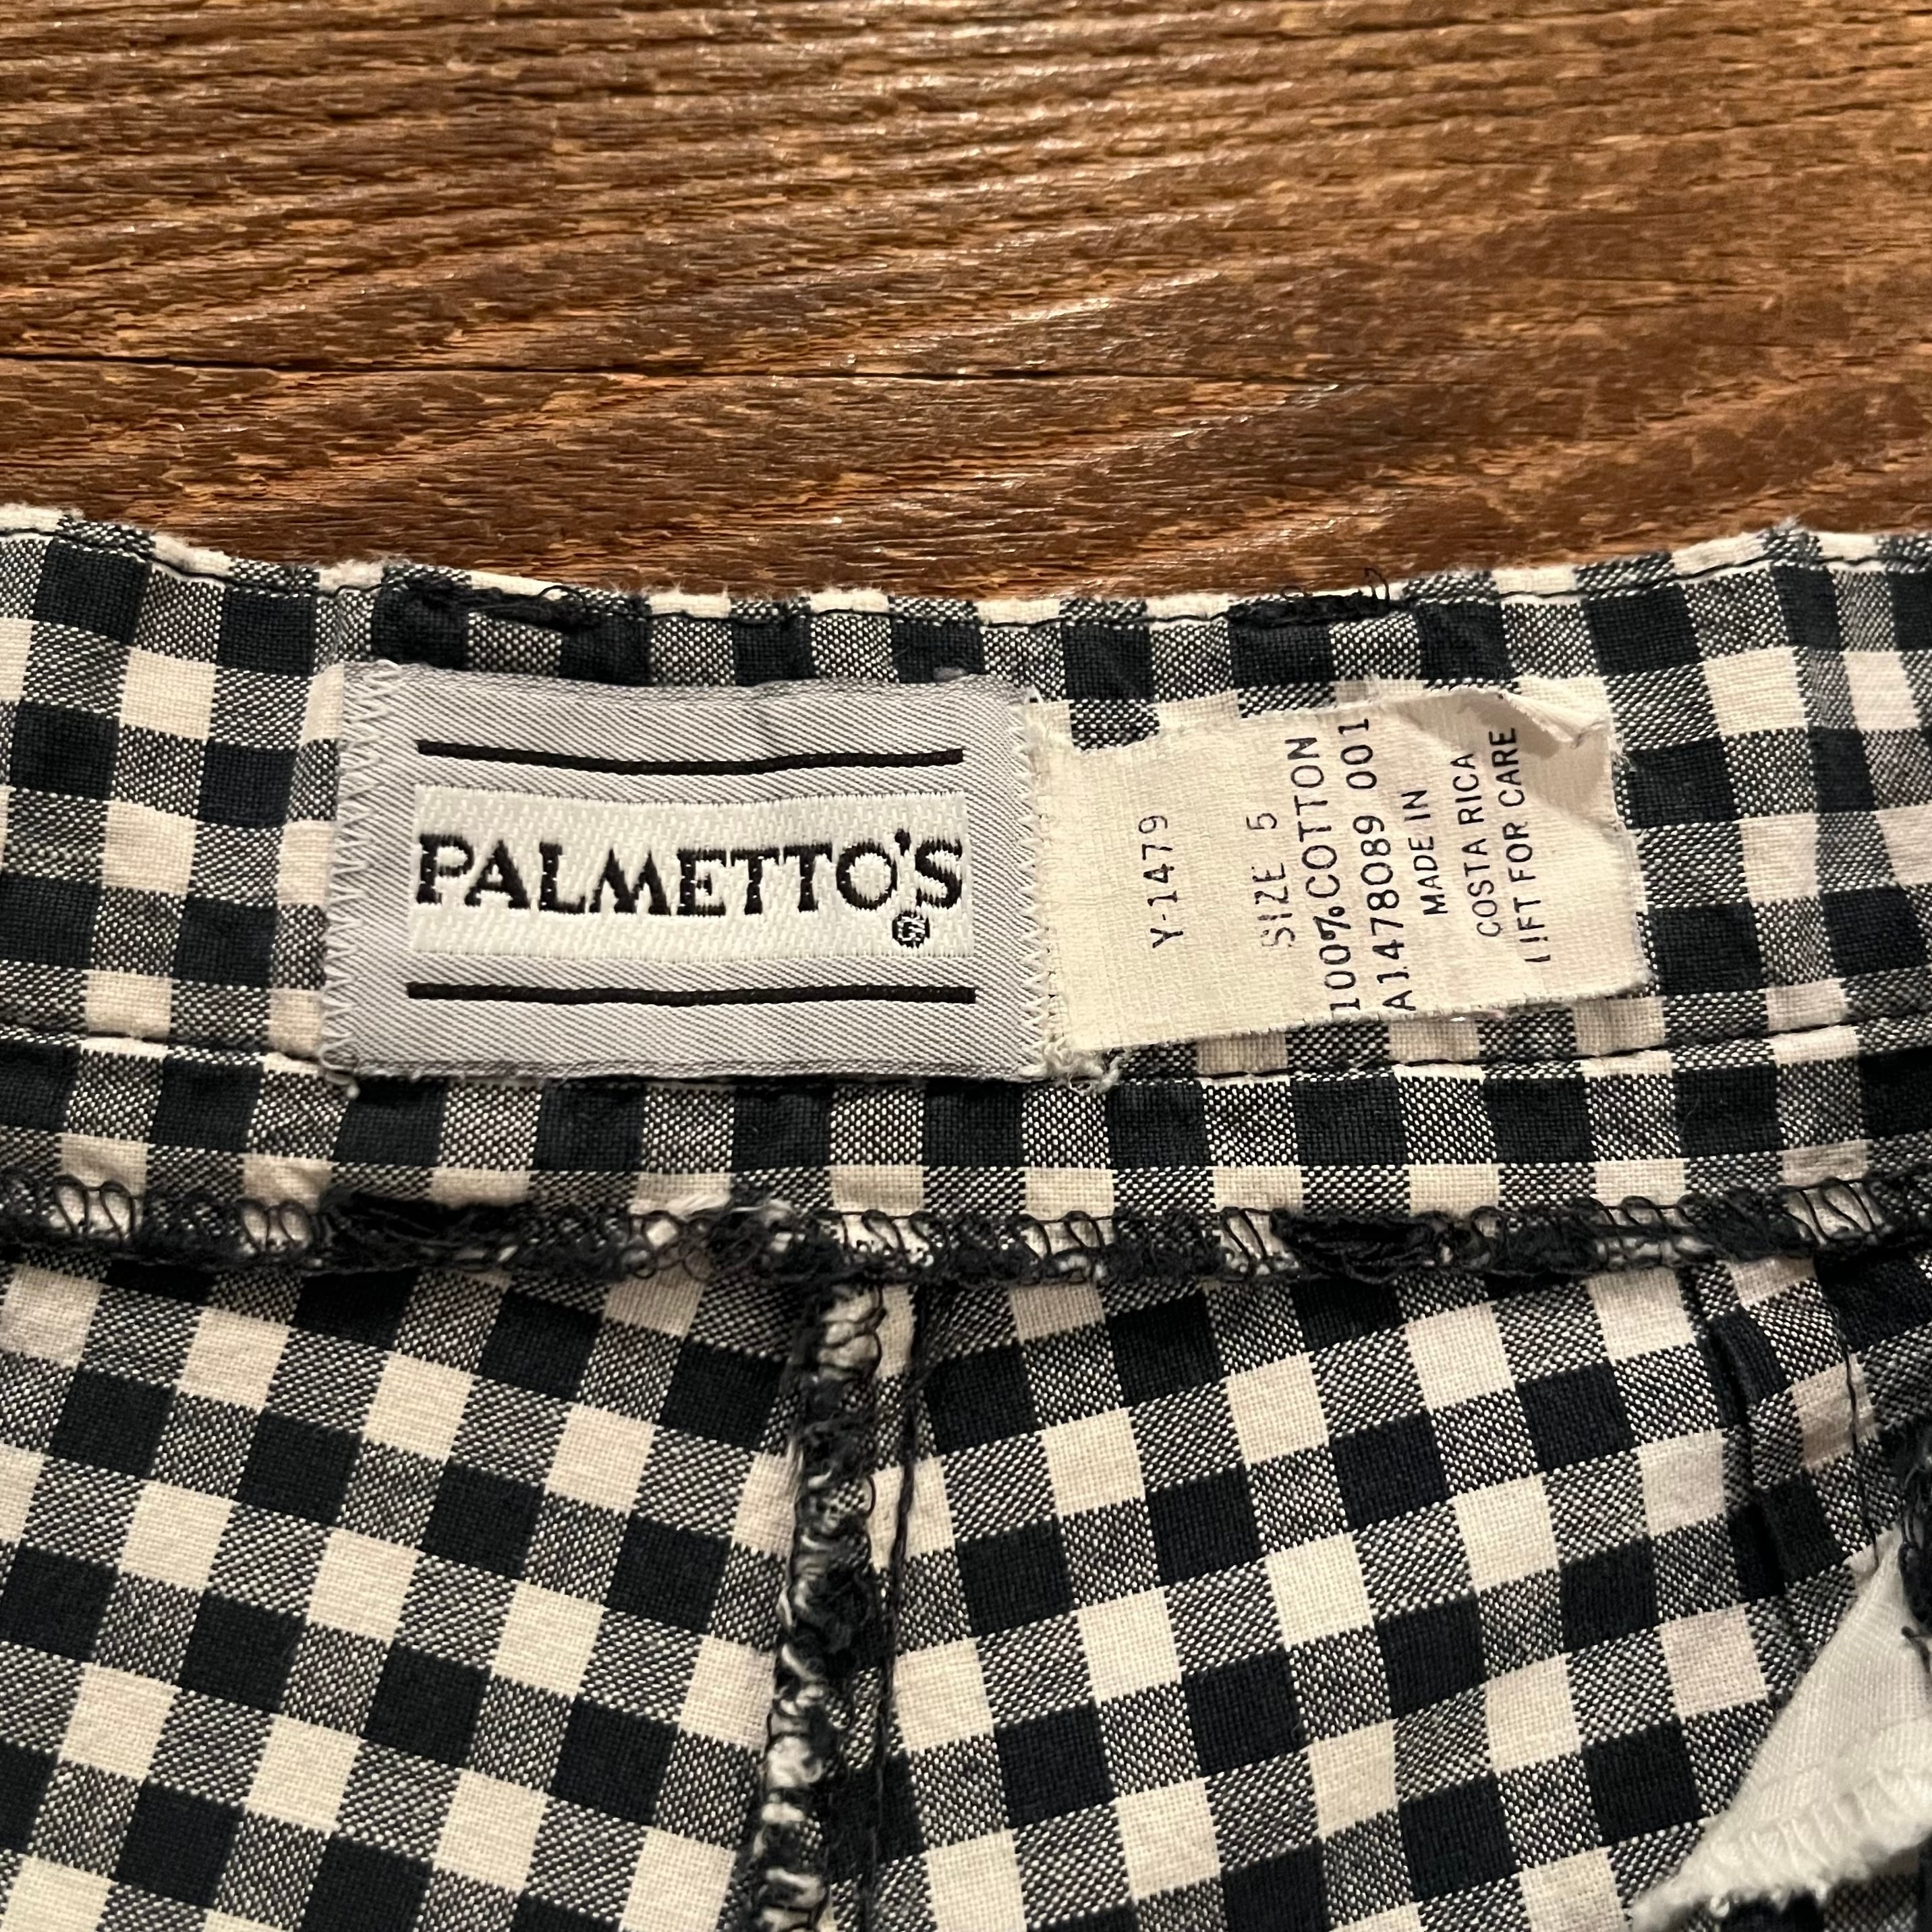 PALMETTO'S
®
Y-1479
SIZE 5
100% COTTON
A1478089 001
MADE IN
COSTA RICA
LIFT FOR CARE